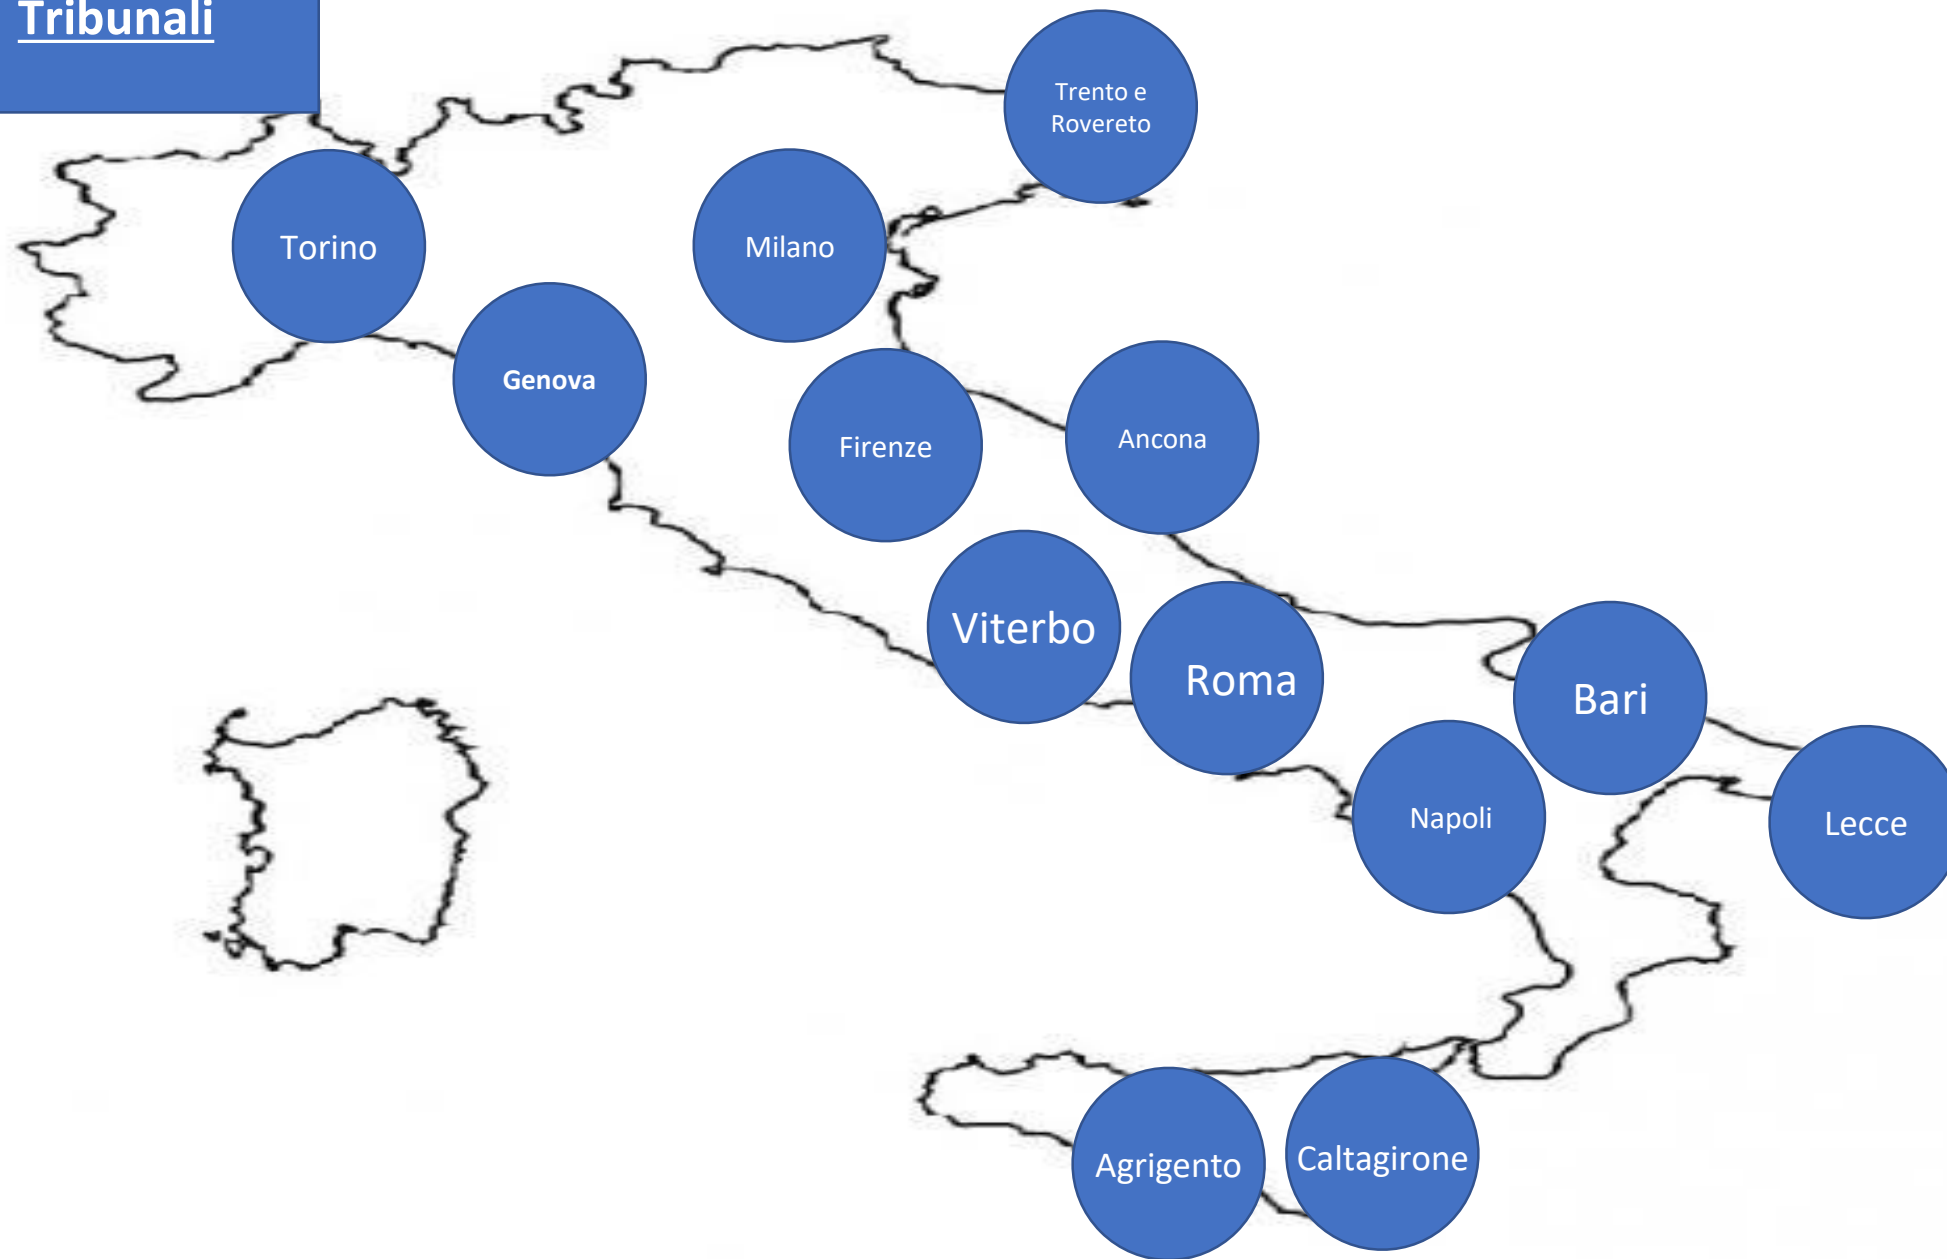 Tribunali
Trento e
Rovereto
Torino
Milano
Genova
Firenze
Ancona
Viterbo
Roma
Bari
Napoli
Lecce
Agrigento
Caltagirone